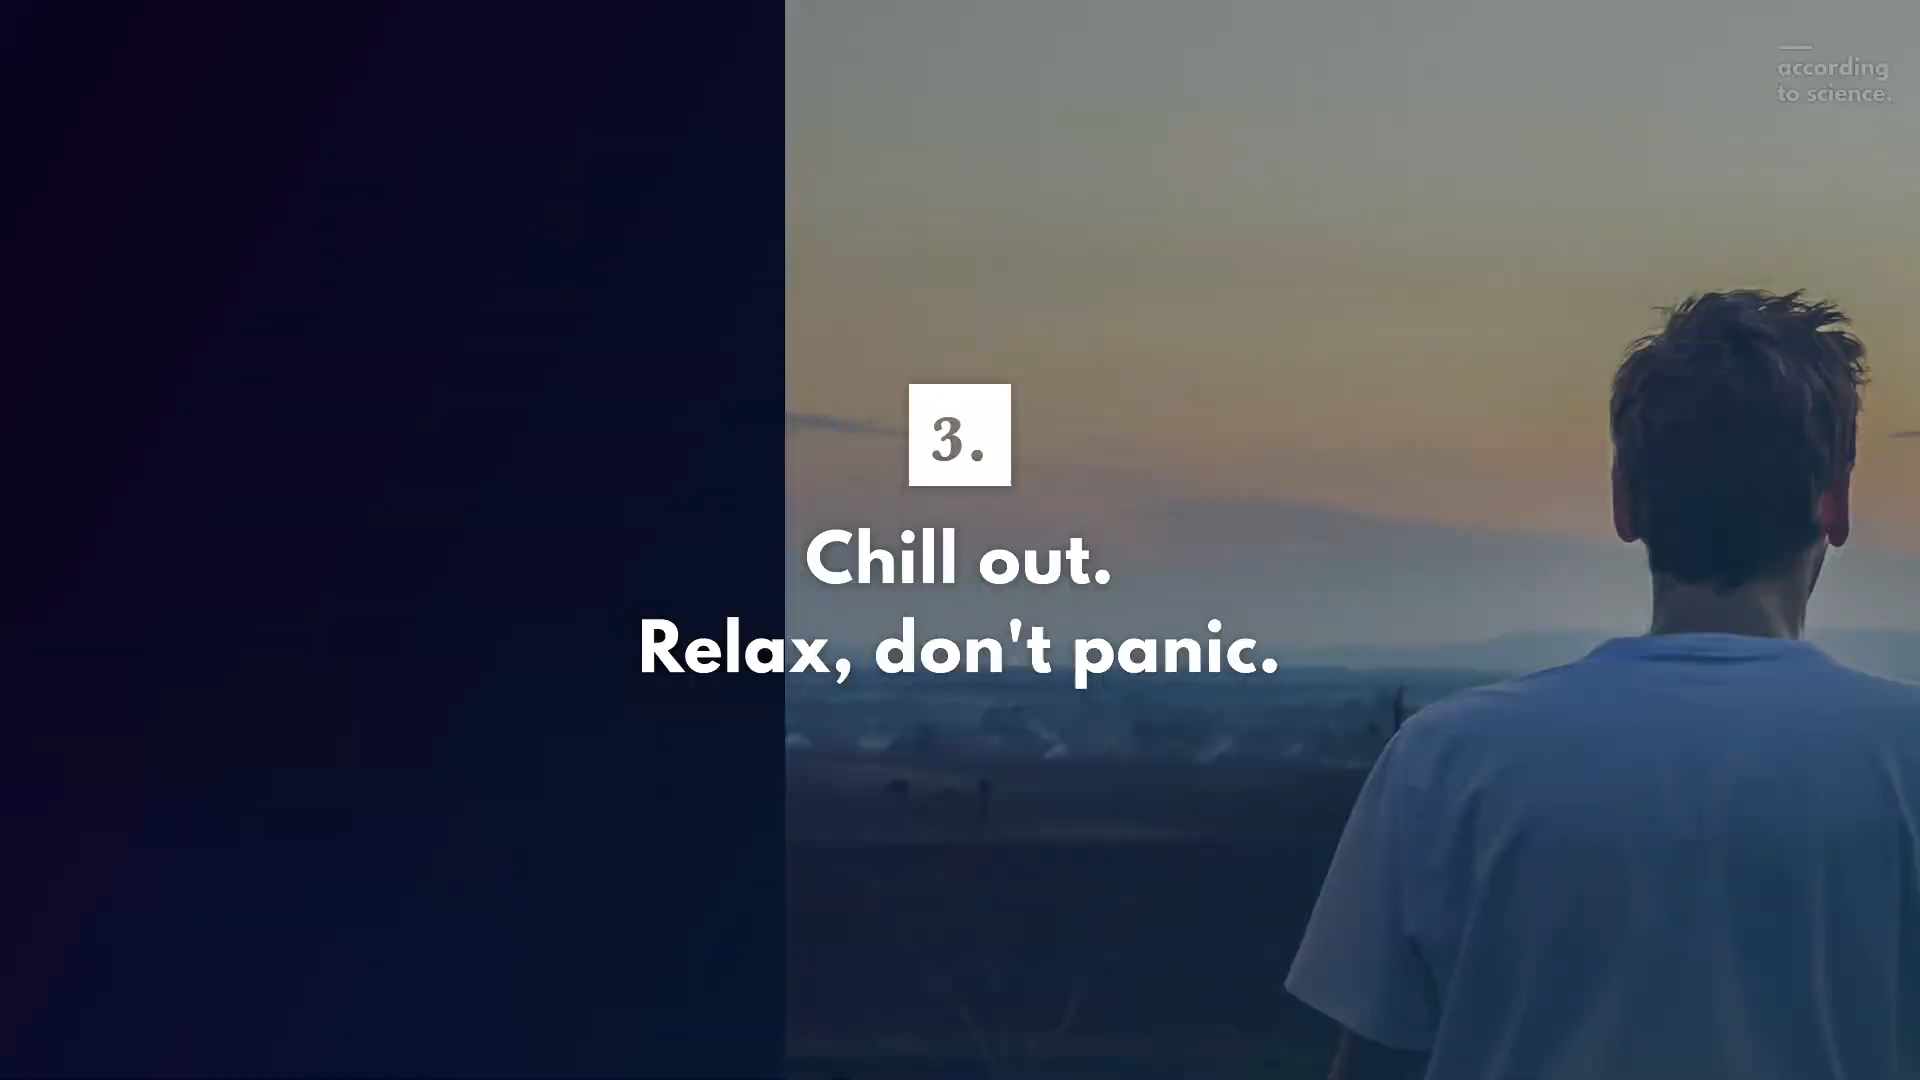 according
to science.
3.
Chill out.
Relax, don't panic.